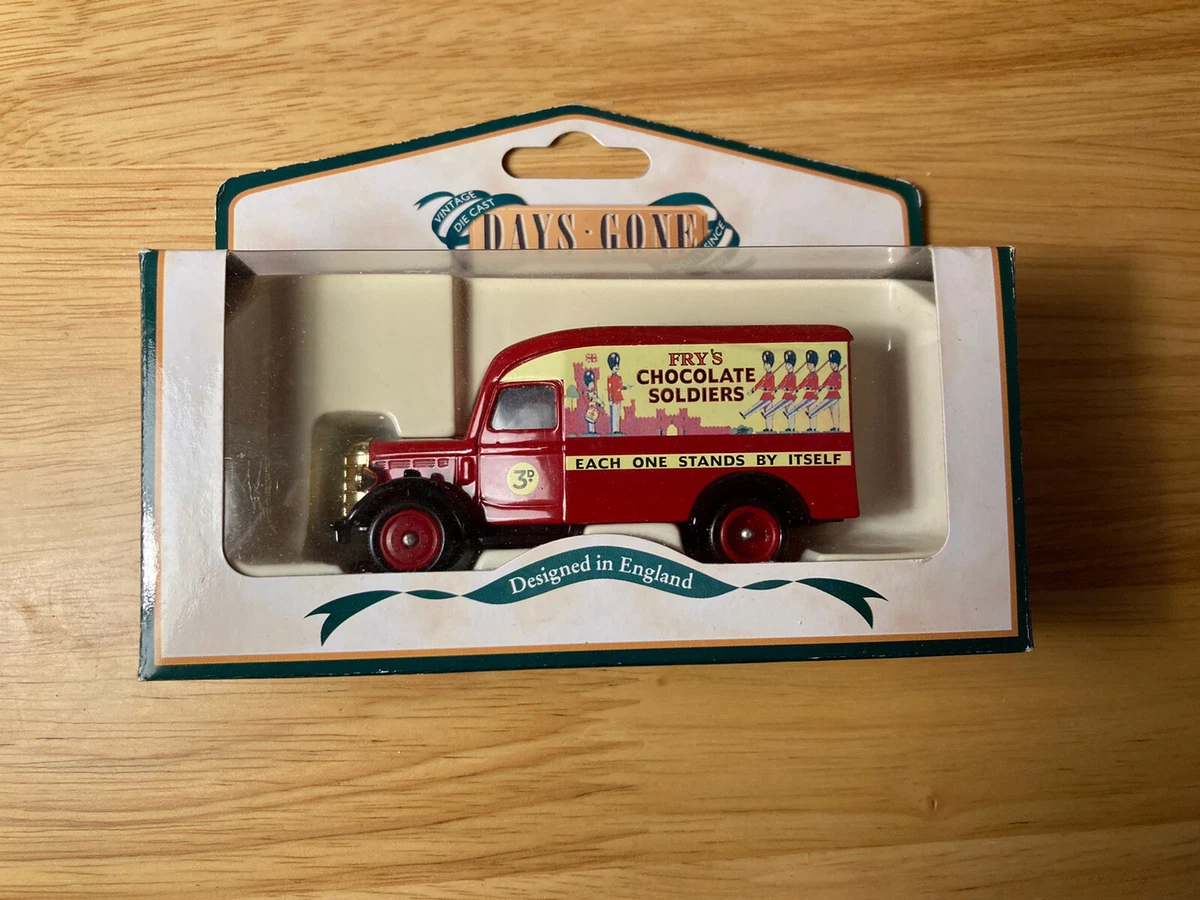 VINTAGE
DIE CAST
DAYS·GONE
SINCE
FRY'S
CHOCOLATE
SOLDIERS
3D.
EACH ONE STANDS BY ITSELF
Designed in England